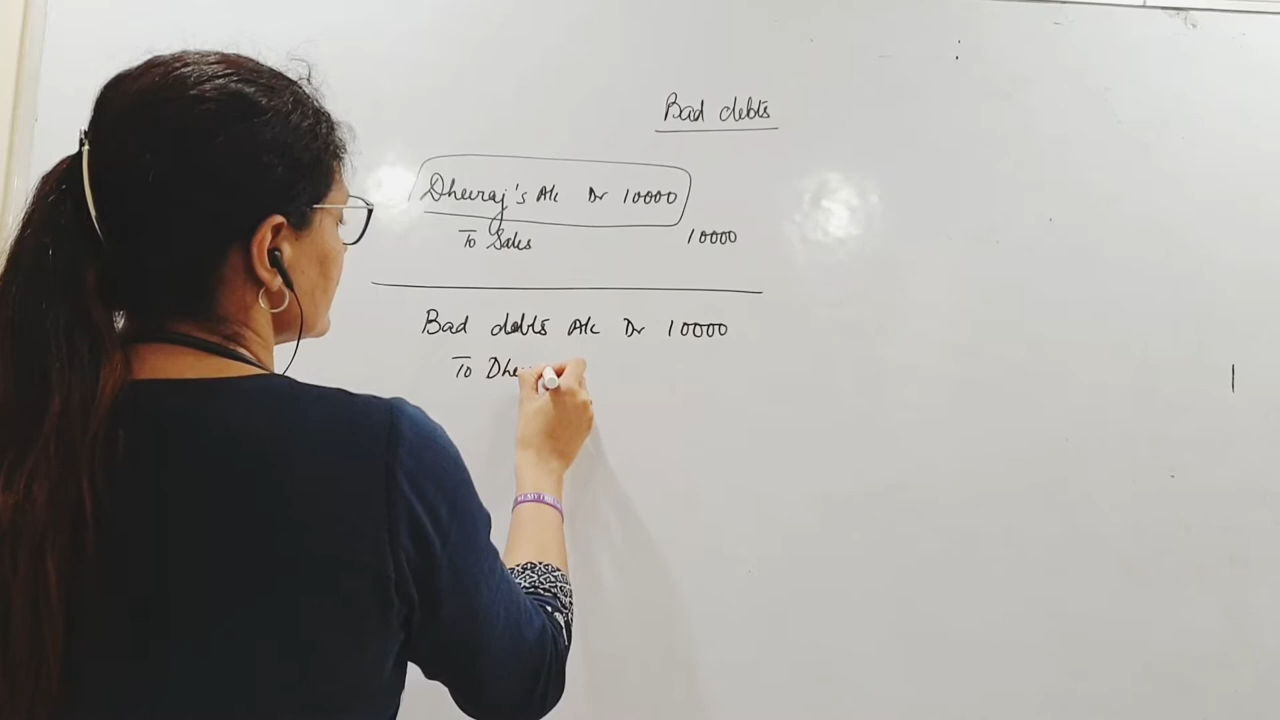 Bad debts
Dheeraj's A/c Dr 10000
To Sales 10000
Bad debts A/c Dr 10000
To Dhe